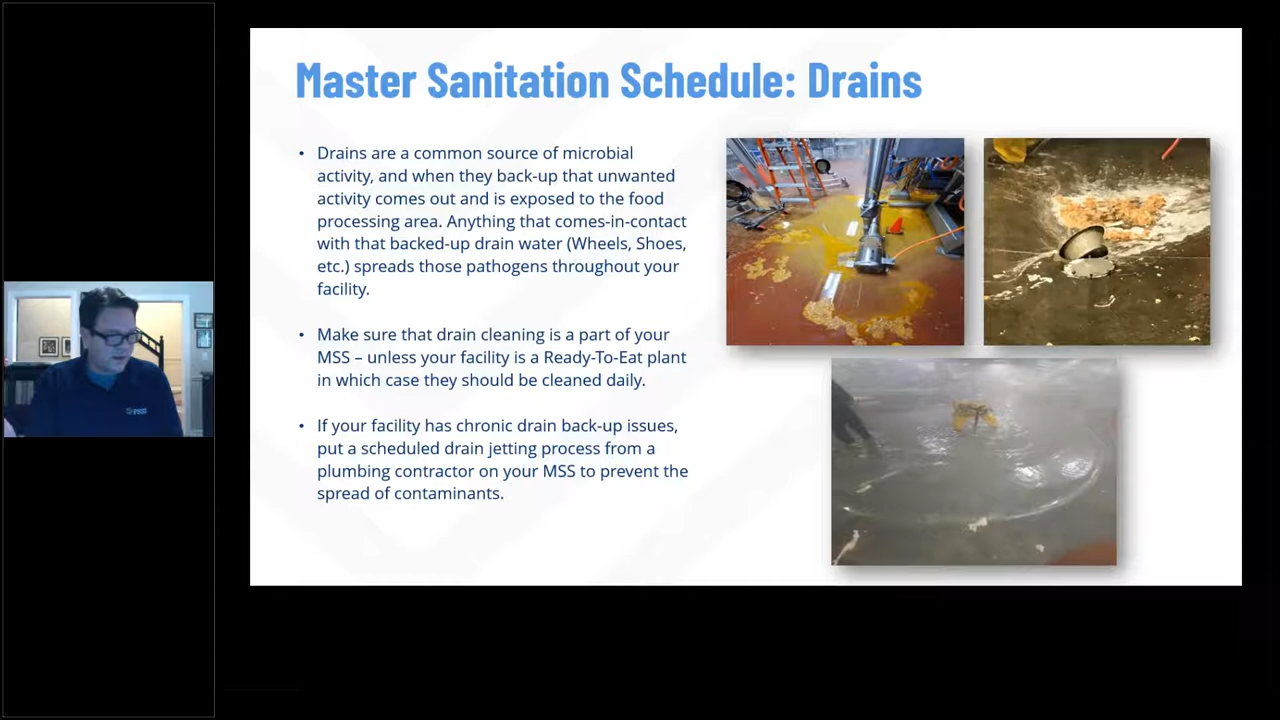 Master Sanitation Schedule: Drains
• Drains are a common source of microbial
activity, and when they back-up that unwanted
activity comes out and is exposed to the food
processing area. Anything that comes-in-contact
with that backed-up drain water (Wheels, Shoes,
etc.) spreads those pathogens throughout your
facility.
• Make sure that drain cleaning is a part of your
MSS – unless your facility is a Ready-To-Eat plant
in which case they should be cleaned daily.
• If your facility has chronic drain back-up issues,
put a scheduled drain jetting process from a
plumbing contractor on your MSS to prevent the
spread of contaminants.